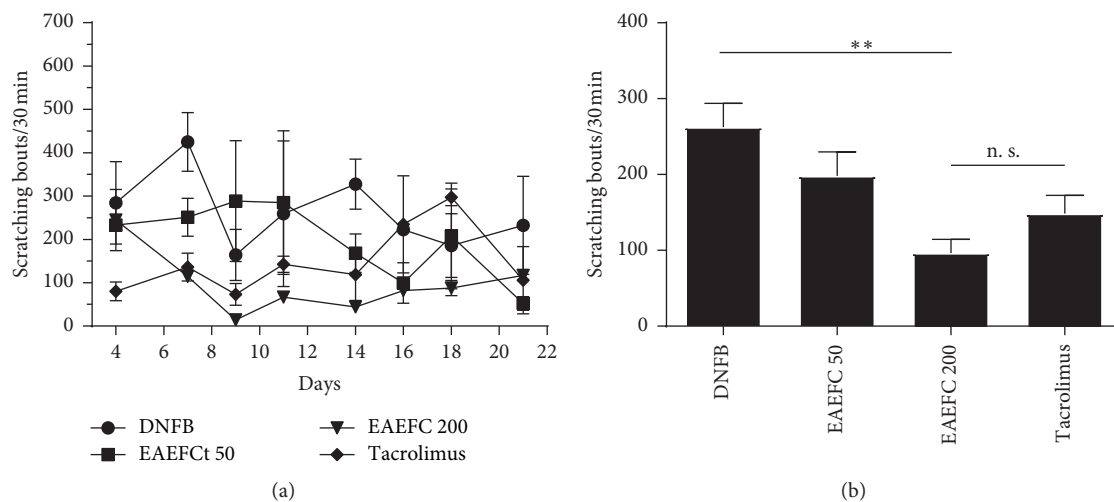 700
600
500
400
300
200
100
0
Scratching bouts/30 min
4 6 8 10 12 14 16 18 20 22
Days
DNFB
EAEFCt 50
EAEFC 200
Tacrolimus
(a)
400
300
200
100
0
Scratching bouts/30 min
**
n. s.
DNFB
EAEFC 50
EAEFC 200
Tacrolimus
(b)